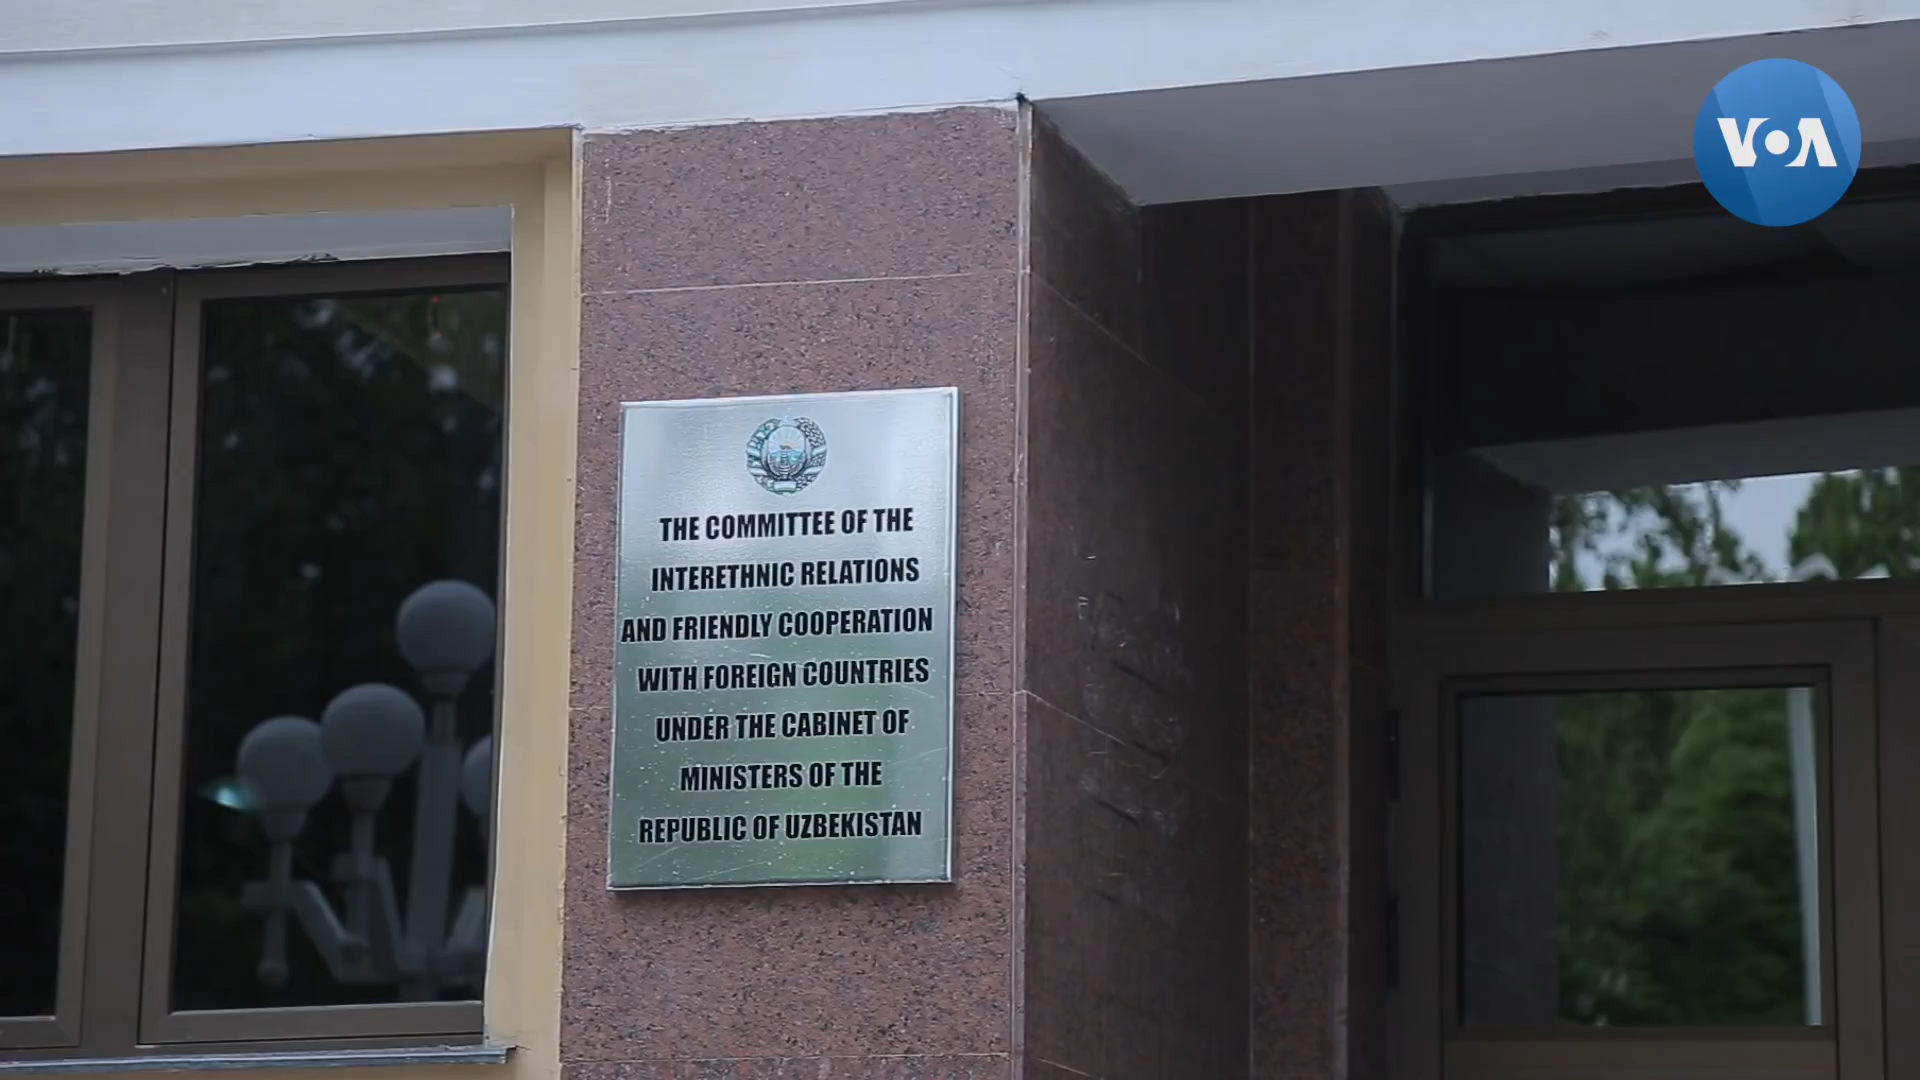 VOA
THE COMMITTEE OF THE
INTERETHNIC RELATIONS
AND FRIENDLY COOPERATION
WITH FOREIGN COUNTRIES
UNDER THE CABINET OF
MINISTERS OF THE
REPUBLIC OF UZBEKISTAN